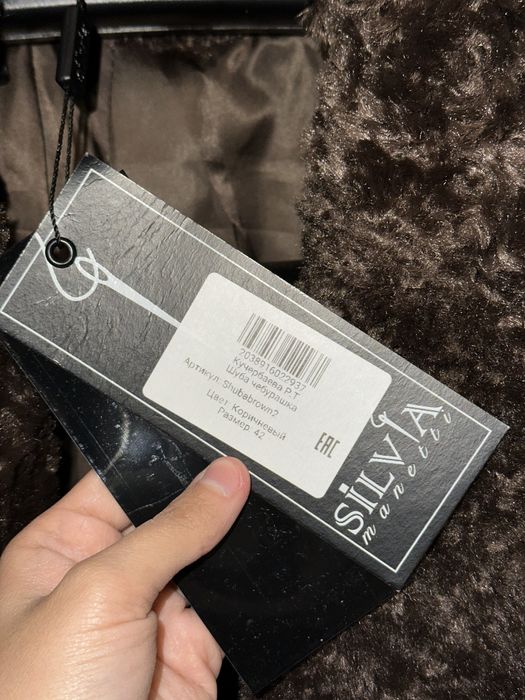 2038916022937
Кучербаева Р.Т.
Шуба чебурашка
Артикул: Shubabrown2
Цвет: Коричневый
Размер: 42
EAC
SILVIA
manetti